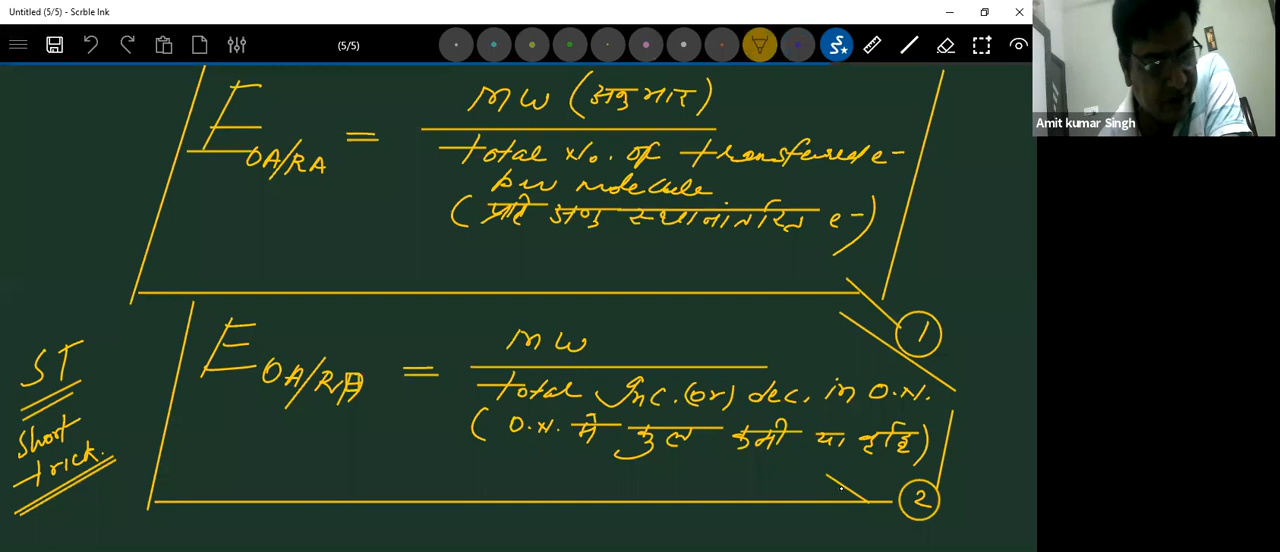 Untitled (5/5) - Scrble Ink
(5/5)
Amit kumar Singh
E OA/RA = MW (अनुभार)
Total No. of transferred e-
per molecule
(प्रति अणु स्थानांतरित e-)
1
ST
Short
trick.
E OA/RA = MW
Total Inc. (or) dec. in O.N.
(O.N. में कुल कमी या वृद्धि)
2